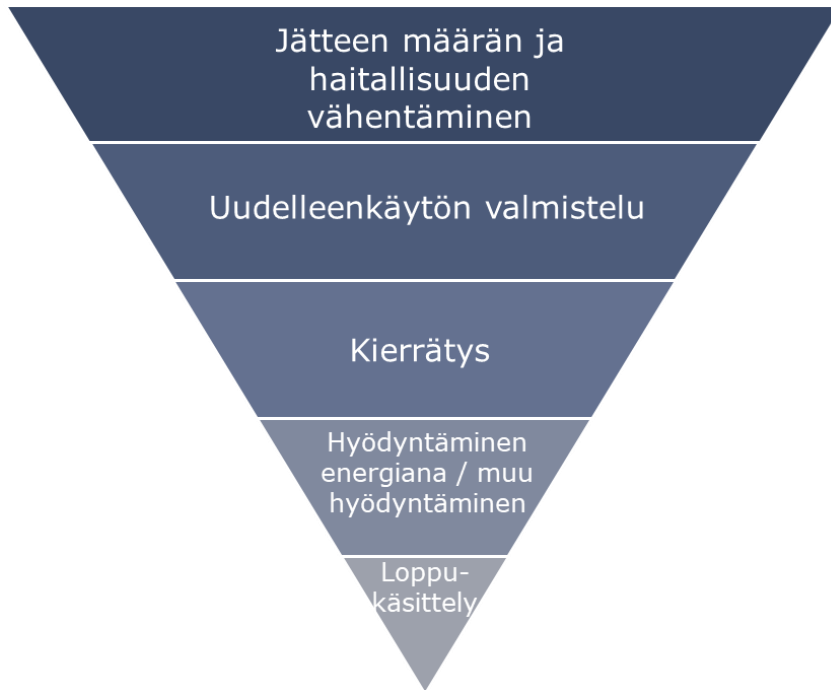 Jätteen määrän ja
haitallisuuden
vähentäminen
Uudelleenkäytön valmistelu
Kierrätys
Hyödyntäminen
energiana / muu
hyödyntäminen
Loppu-
käsittely